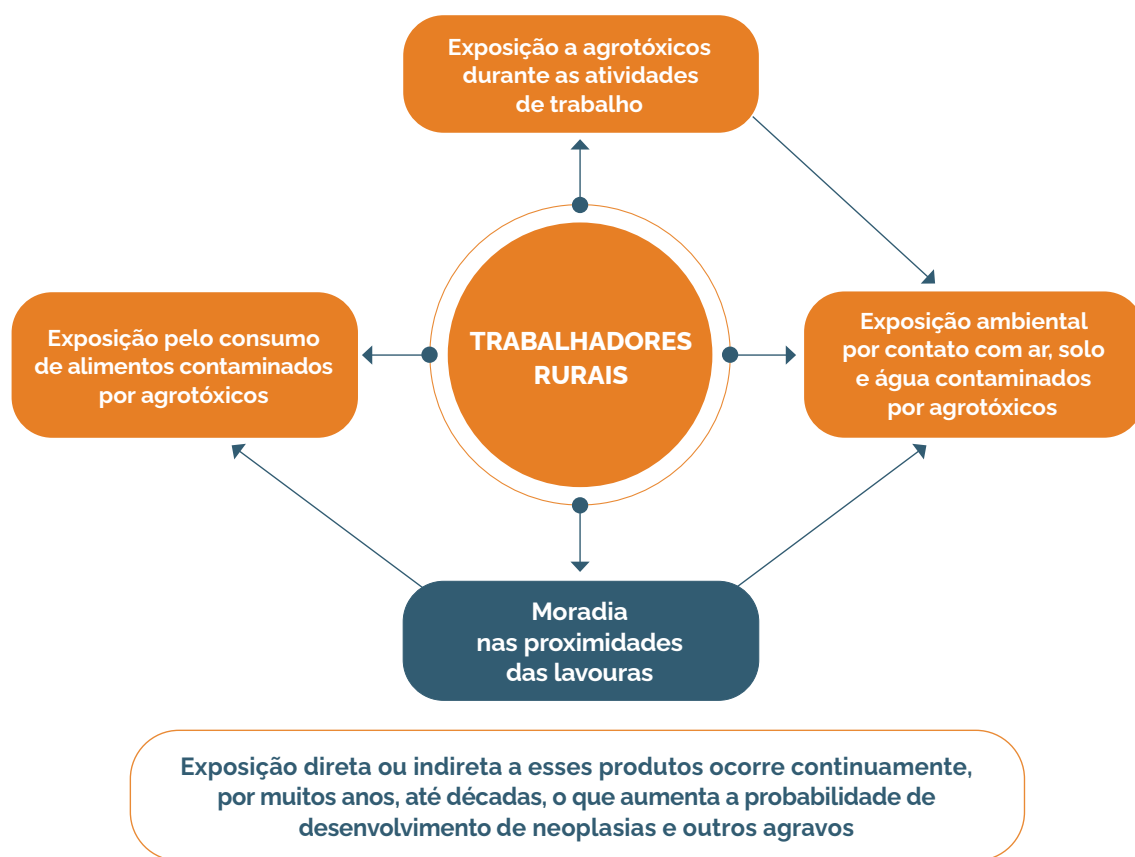 Exposição a agrotóxicos
durante as atividades
de trabalho
Exposição pelo consumo
de alimentos contaminados
por agrotóxicos
TRABALHADORES
RURAIS
Exposição ambiental
por contato com ar, solo
e água contaminados
por agrotóxicos
Moradia
nas proximidades
das lavouras
Exposição direta ou indireta a esses produtos ocorre continuamente,
por muitos anos, até décadas, o que aumenta a probabilidade de
desenvolvimento de neoplasias e outros agravos